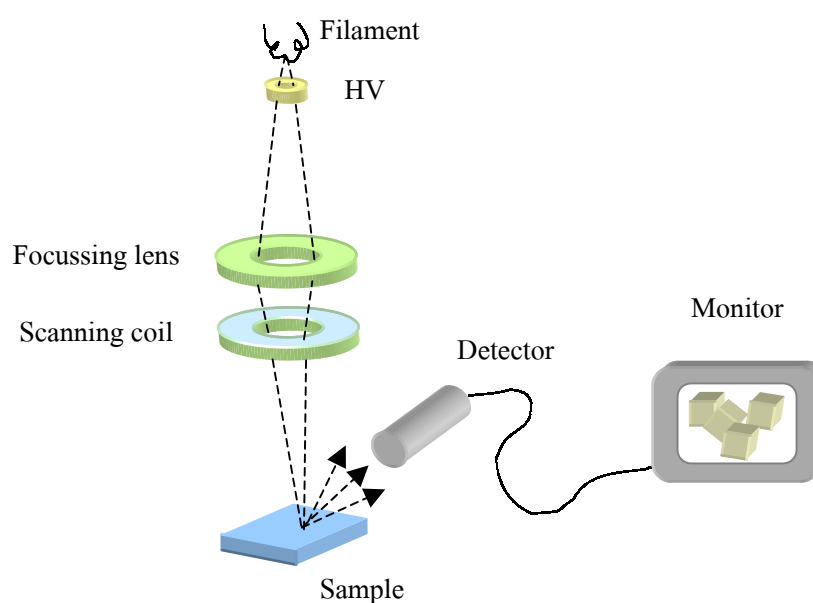 Filament
HV
Focussing lens
Scanning coil
Monitor
Detector
Sample